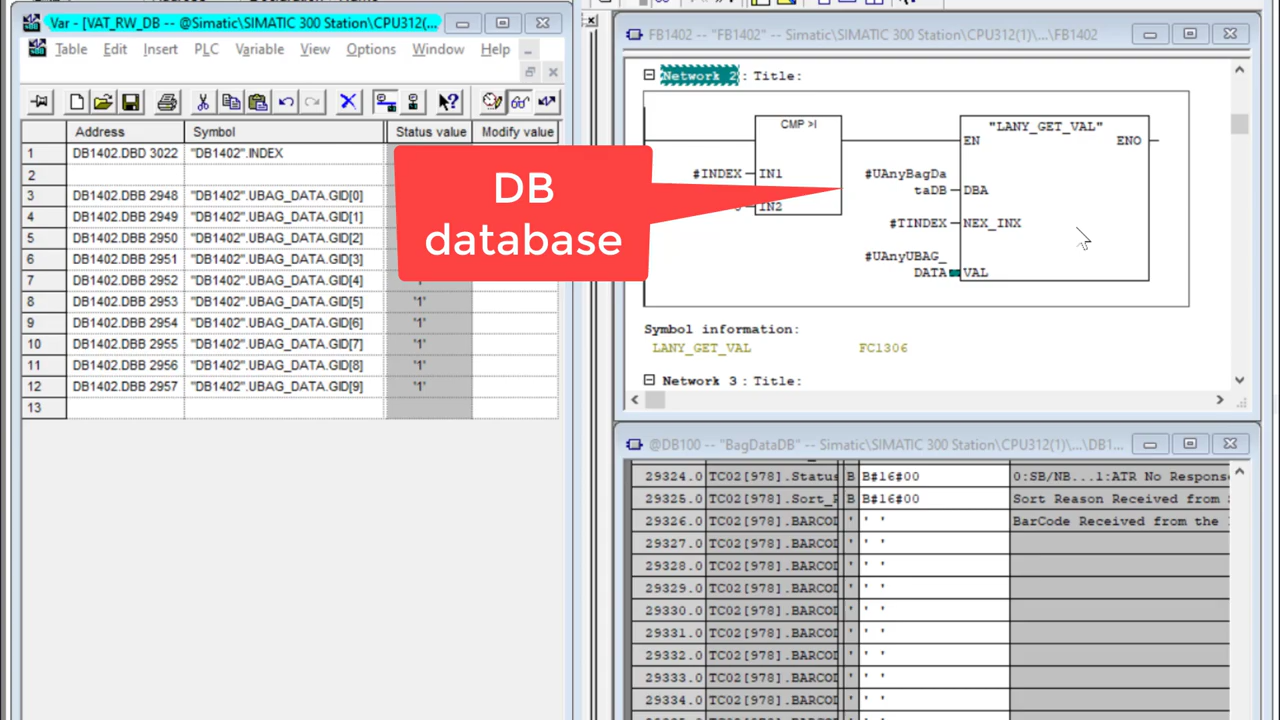 Var - [VAT_RW_DB -- @Simatic\SIMATIC 300 Station\CPU312(1)\...
Table Edit Insert PLC Variable View Options Window Help
Address Symbol Status value Modify value
1 DB1402.DBD 3022 "DB1402".INDEX
2
3 DB1402.DBB 2948 "DB1402".UBAG_DATA.GID[0]
4 DB1402.DBB 2949 "DB1402".UBAG_DATA.GID[1]
5 DB1402.DBB 2950 "DB1402".UBAG_DATA.GID[2]
6 DB1402.DBB 2951 "DB1402".UBAG_DATA.GID[3]
7 DB1402.DBB 2952 "DB1402".UBAG_DATA.GID[4]
8 DB1402.DBB 2953 "DB1402".UBAG_DATA.GID[5] '1'
9 DB1402.DBB 2954 "DB1402".UBAG_DATA.GID[6] '1'
10 DB1402.DBB 2955 "DB1402".UBAG_DATA.GID[7] '1'
11 DB1402.DBB 2956 "DB1402".UBAG_DATA.GID[8] '1'
12 DB1402.DBB 2957 "DB1402".UBAG_DATA.GID[9] '1'
13
DB
database
FB1402 -- "FB1402" -- Simatic\SIMATIC 300 Station\CPU312(1)\...\FB1402
Network 2 : Title:
CMP >I
"LANY_GET_VAL"
EN ENO
#INDEX IN1
IN2
#UAnyBagDa
taDB DBA
#TINDEX NEX_INX
#UAnyUBAG_
DATA VAL
Symbol information:
LANY_GET_VAL FC1306
Network 3 : Title:
@DB100 -- "BagDataDB" -- Simatic\SIMATIC 300 Station\CPU312(1)\...\DB1...
29324.0 TC02[978].Status B B#16#00 0:SB/NB...1:ATR No Respons
29325.0 TC02[978].Sort_R B B#16#00 Sort Reason Received from
29326.0 TC02[978].BARCOD ' ' ' BarCode Received from the
29327.0 TC02[978].BARCOD ' ' '
29328.0 TC02[978].BARCOD ' ' '
29329.0 TC02[978].BARCOD ' ' '
29330.0 TC02[978].BARCOD ' ' '
29331.0 TC02[978].BARCOD ' ' '
29332.0 TC02[978].BARCOD ' ' '
29333.0 TC02[978].BARCOD ' ' '
29334.0 TC02[978].BARCOD ' ' '